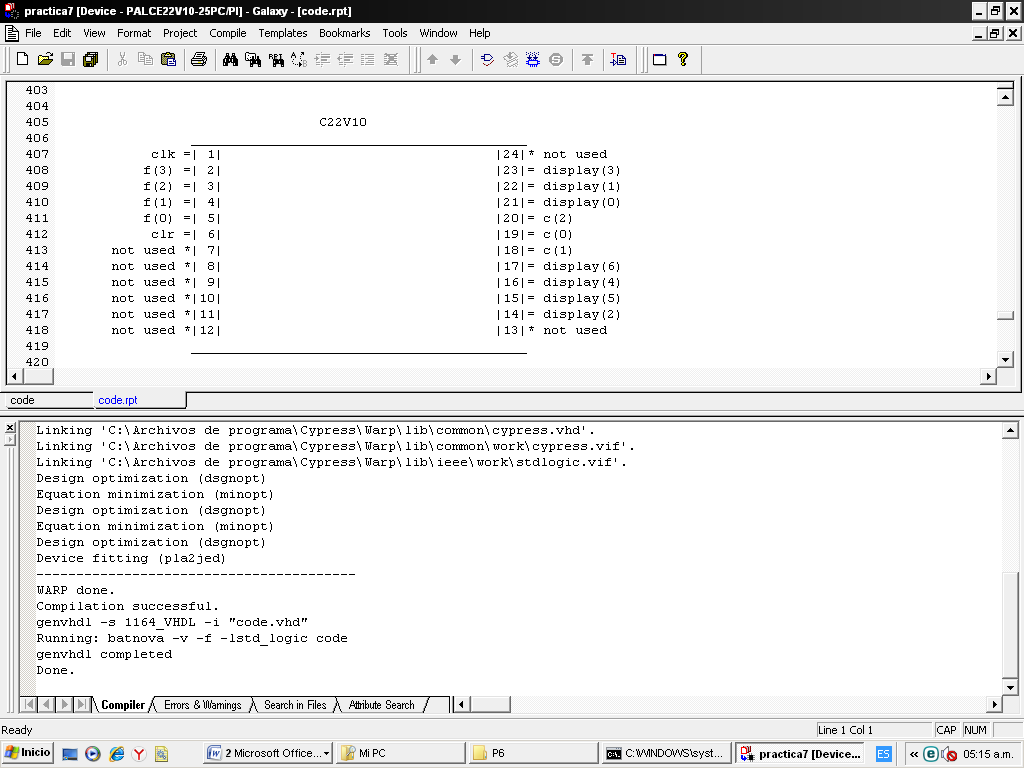 practica7 [Device - PALCE22V10-25PC/PI] - Galaxy - [code.rpt]
File Edit View Format Project Compile Templates Bookmarks Tools Window Help
403
404
405 C22V10
406 __________________________________________
407 clk =| 1| |24|* not used
408 f(3) =| 2| |23|= display(3)
409 f(2) =| 3| |22|= display(1)
410 f(1) =| 4| |21|= display(0)
411 f(0) =| 5| |20|= c(2)
412 clr =| 6| |19|= c(0)
413 not used *| 7| |18|= c(1)
414 not used *| 8| |17|= display(6)
415 not used *| 9| |16|= display(4)
416 not used *|10| |15|= display(5)
417 not used *|11| |14|= display(2)
418 not used *|12| |13|* not used
419 __________________________________________
420
code code.rpt
Linking 'C:\Archivos de programa\Cypress\Warp\lib\common\cypress.vhd'.
Linking 'C:\Archivos de programa\Cypress\Warp\lib\common\work\cypress.vif'.
Linking 'C:\Archivos de programa\Cypress\Warp\lib\ieee\work\stdlogic.vif'.
Design optimization (dsgnopt)
Equation minimization (minopt)
Design optimization (dsgnopt)
Equation minimization (minopt)
Design optimization (dsgnopt)
Device fitting (pla2jed)
----------------------------------------
WARP done.
Compilation successful.
genvhdl -s 1164_VHDL -i "code.vhd"
Running: batnova -v -f -lstd_logic code
genvhdl completed
Done.
Compiler Errors & Warnings Search in Files Attribute Search
Ready Line 1 Col 1 CAP NUM
Inicio 2 Microsoft Office... Mi PC P6 C:\WINDOWS\syst... practica7 [Device... ES « 05:15 a.m.